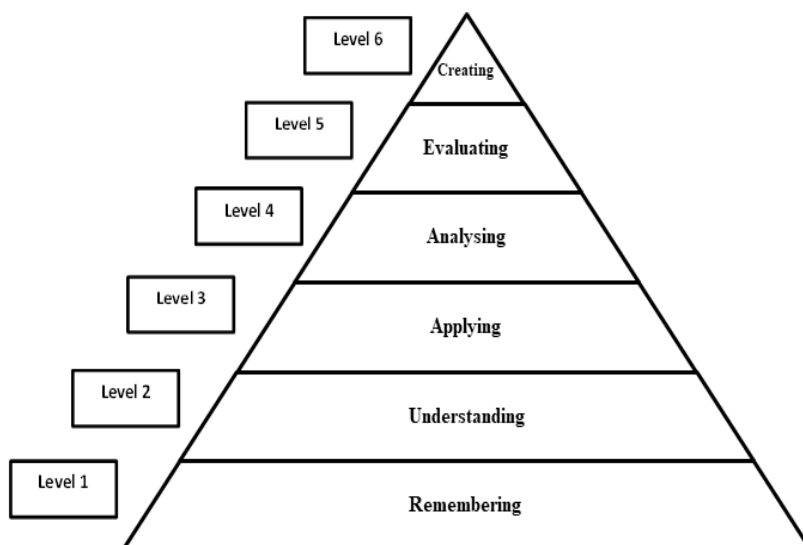 Level 6
Creating
Level 5
Evaluating
Level 4
Analysing
Level 3
Applying
Level 2
Understanding
Level 1
Remembering